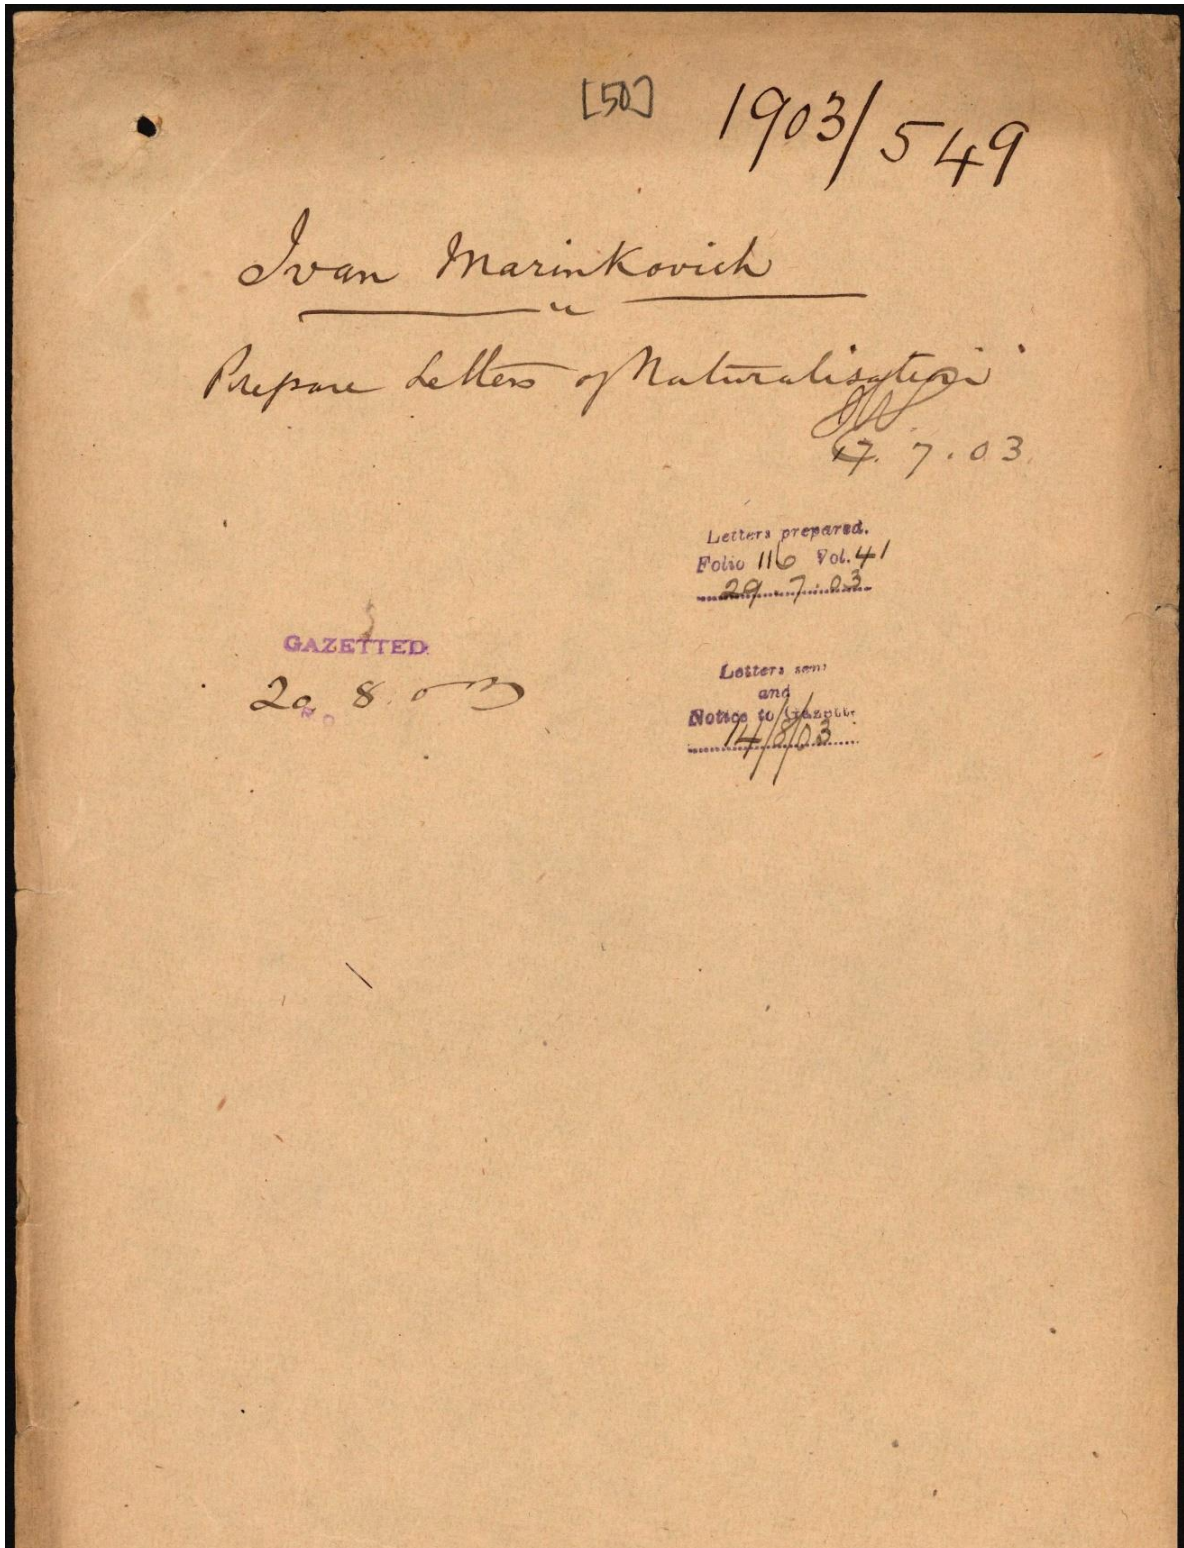 [50]
1903/549
Ivan Marinkovich
Prepare Letters of Naturalisation
17.7.03
Letters prepared.
Folio 116 Vol. 41
29.7.03
GAZETTED
20 8 03
Letters sent
and
Notice to Gazette
14/8/03